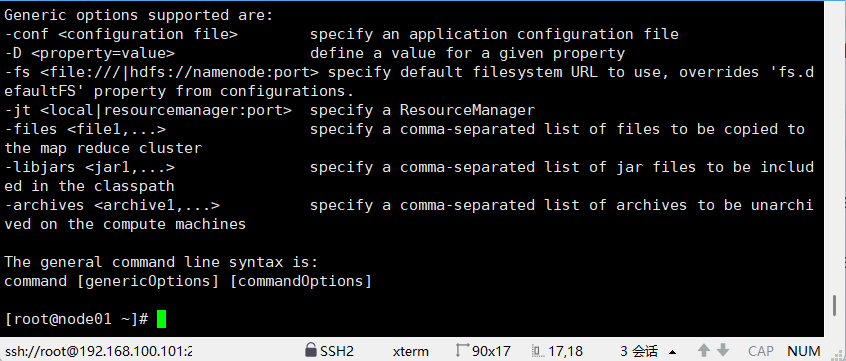 Generic options supported are:
-conf <configuration file>        specify an application configuration file
-D <property=value>               define a value for a given property
-fs <file:///|hdfs://namenode:port> specify default filesystem URL to use, overrides 'fs.d
efaultFS' property from configurations.
-jt <local|resourcemanager:port>  specify a ResourceManager
-files <file1,...>                specify a comma-separated list of files to be copied to
the map reduce cluster
-libjars <jar1,...>               specify a comma-separated list of jar files to be includ
ed in the classpath
-archives <archive1,...>          specify a comma-separated list of archives to be unarchi
ved on the compute machines
The general command line syntax is:
command [genericOptions] [commandOptions]
[root@node01 ~]#
ssh://root@192.168.100.101:2 SSH2 xterm 90x17 17,18 3 会话 CAP NUM